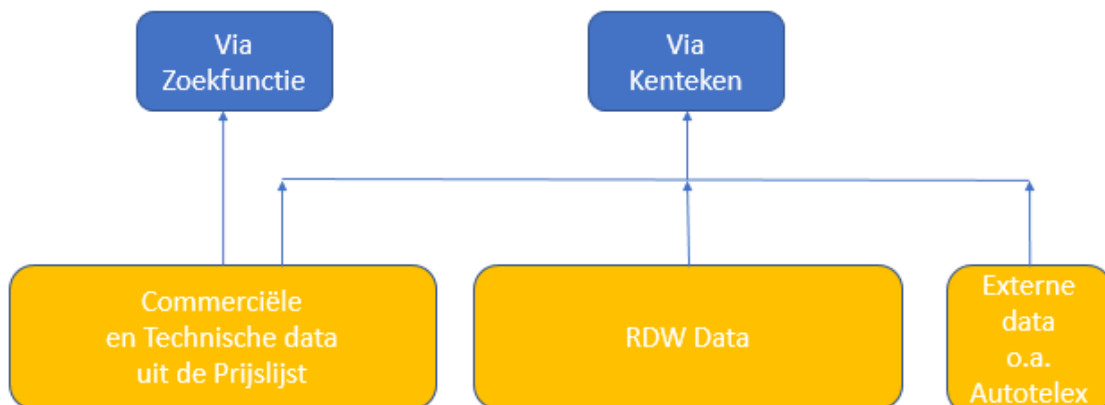 Via
Zoekfunctie
Via
Kenteken
Commerciële
en Technische data
uit de Prijslijst
RDW Data
Externe
data
o.a.
Autotelex